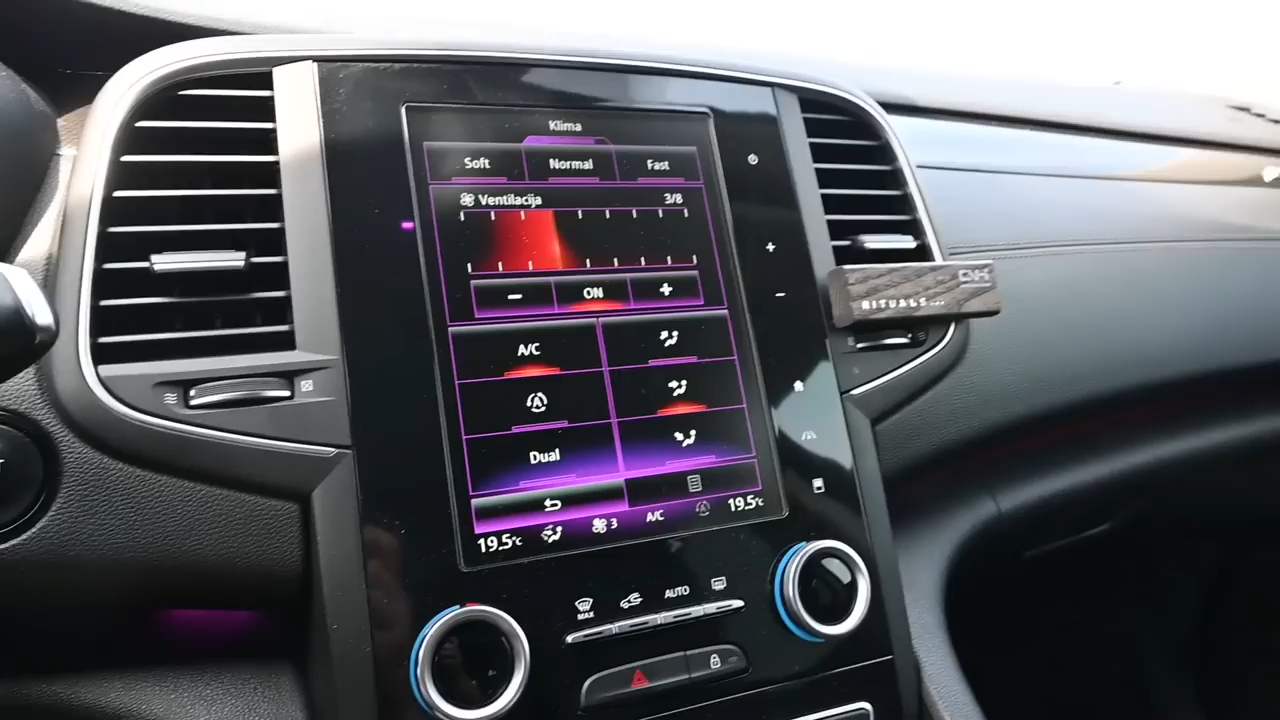 Klima
Soft Normal Fast
Ventilacija 3/8
− ON +
A/C
Dual
19.5°C 3 A/C 19.5°C
+
−
RITUALS...
MAX AUTO